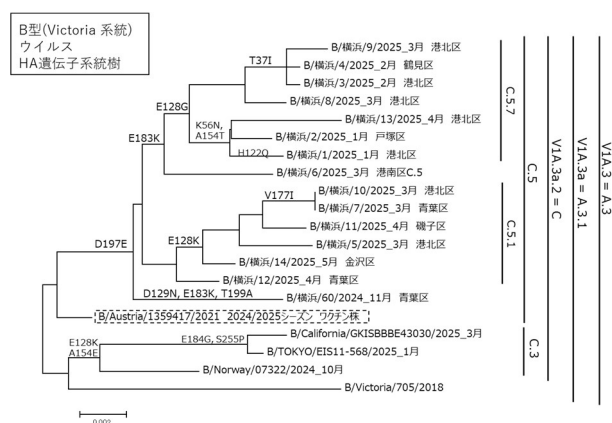 B型(Victoria 系統)
ウイルス
HA遺伝子系統樹
B/横浜/9/2025_3月 港北区
T37I
B/横浜/4/2025_2月 鶴見区
B/横浜/3/2025_2月 港北区
B/横浜/8/2025_3月 港北区
E128G
K56N,
A154T
B/横浜/13/2025_4月 港北区
B/横浜/2/2025_1月 戸塚区
H122Q
B/横浜/1/2025_1月 港北区
E183K
B/横浜/6/2025_3月 港南区C.5
V177I
B/横浜/10/2025_3月 港北区
B/横浜/7/2025_3月 青葉区
B/横浜/11/2025_4月 磯子区
E128K
B/横浜/5/2025_3月 港北区
D197E
B/横浜/14/2025_5月 金沢区
B/横浜/12/2025_4月 青葉区
D129N, E183K, T199A
B/横浜/60/2024_11月 青葉区
B/Austria/1359417/2021 2024/2025シーズン ワクチン株
B/California/GKISBBBE43030/2025_3月
E184G, S255P
B/TOKYO/EIS11-568/2025_1月
E128K
A154E
B/Norway/07322/2024_10月
B/Victoria/705/2018
0.002
C.5.7
C.5.1
C.5
C.3
V1A.3a.2 = C
V1A.3a = A.3.1
V1A.3 = A.3